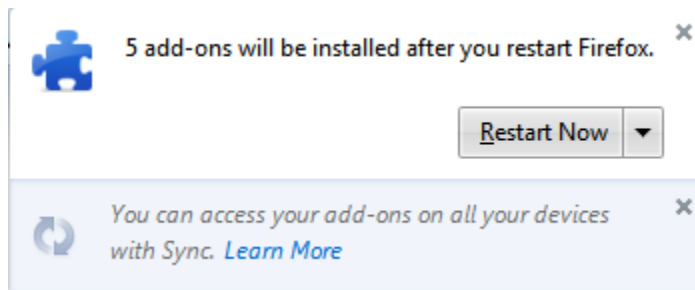 5 add-ons will be installed after you restart Firefox.
Restart Now
You can access your add-ons on all your devices
with Sync. Learn More